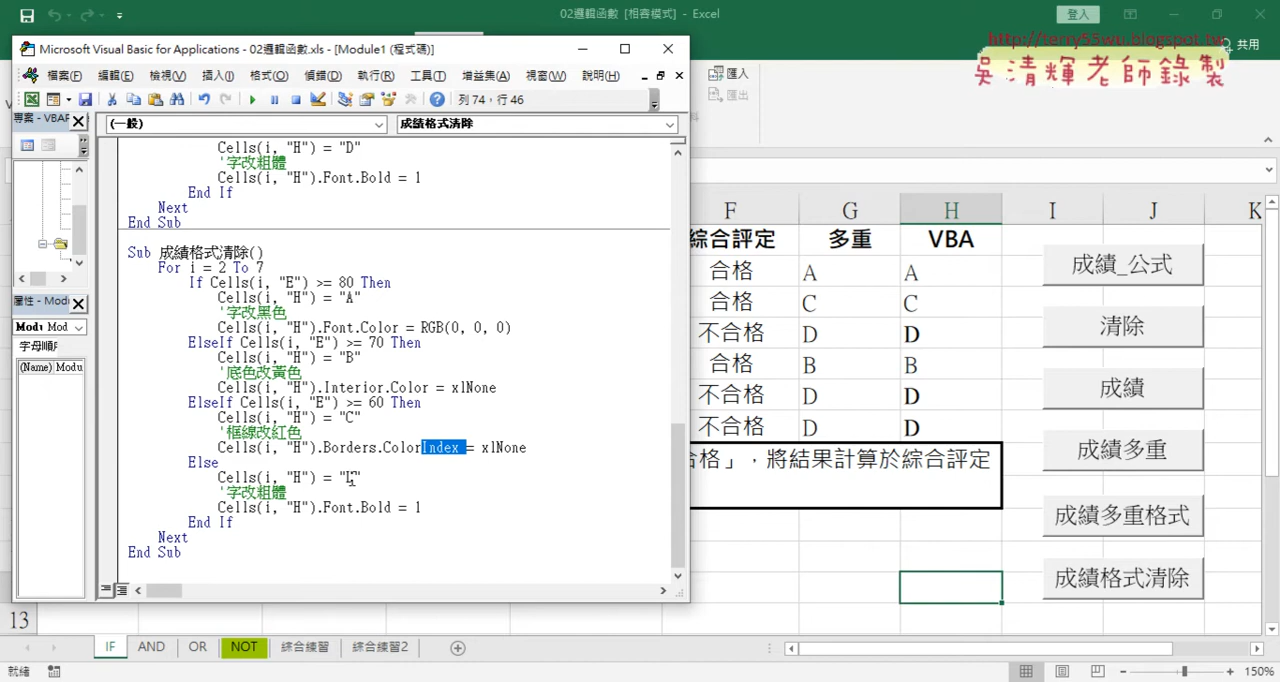 02邏輯函數 [相容模式] - Excel
登入
http://terry55wu.blogspot.tw
共用
吳清輝老師錄製
Microsoft Visual Basic for Applications - 02邏輯函數.xls - [Module1 (程式碼)]
檔案(F) 編輯(E) 檢視(V) 插入(I) 格式(O) 偵錯(D) 執行(R) 工具(T) 增益集(A) 視窗(W) 說明(H)
列 74，行 46
匯入
匯出
專案 - VBAP
(一般)
成績格式清除
Cells(i, "H") = "D"
'字改粗體
Cells(i, "H").Font.Bold = 1
End If
Next
End Sub
Sub 成績格式清除()
For i = 2 To 7
If Cells(i, "E") >= 80 Then
Cells(i, "H") = "A"
'字改黑色
Cells(i, "H").Font.Color = RGB(0, 0, 0)
ElseIf Cells(i, "E") >= 70 Then
Cells(i, "H") = "B"
'底色改黃色
Cells(i, "H").Interior.Color = xlNone
ElseIf Cells(i, "E") >= 60 Then
Cells(i, "H") = "C"
'框線改紅色
Cells(i, "H").Borders.ColorIndex = xlNone
Else
Cells(i, "H") = "D"
'字改粗體
Cells(i, "H").Font.Bold = 1
End If
Next
End Sub
屬性 - Modu
Modu Mod
字母順序
(Name) Modu
F G H I J K
綜合評定 多重 VBA
合格 A A
合格 C C
不合格 D D
合格 B B
不合格 D D
不合格 D D
合格」，將結果計算於綜合評定
成績_公式
清除
成績
成績多重
成績多重格式
成績格式清除
13
IF AND OR NOT 綜合練習 綜合練習2
就緒
150%